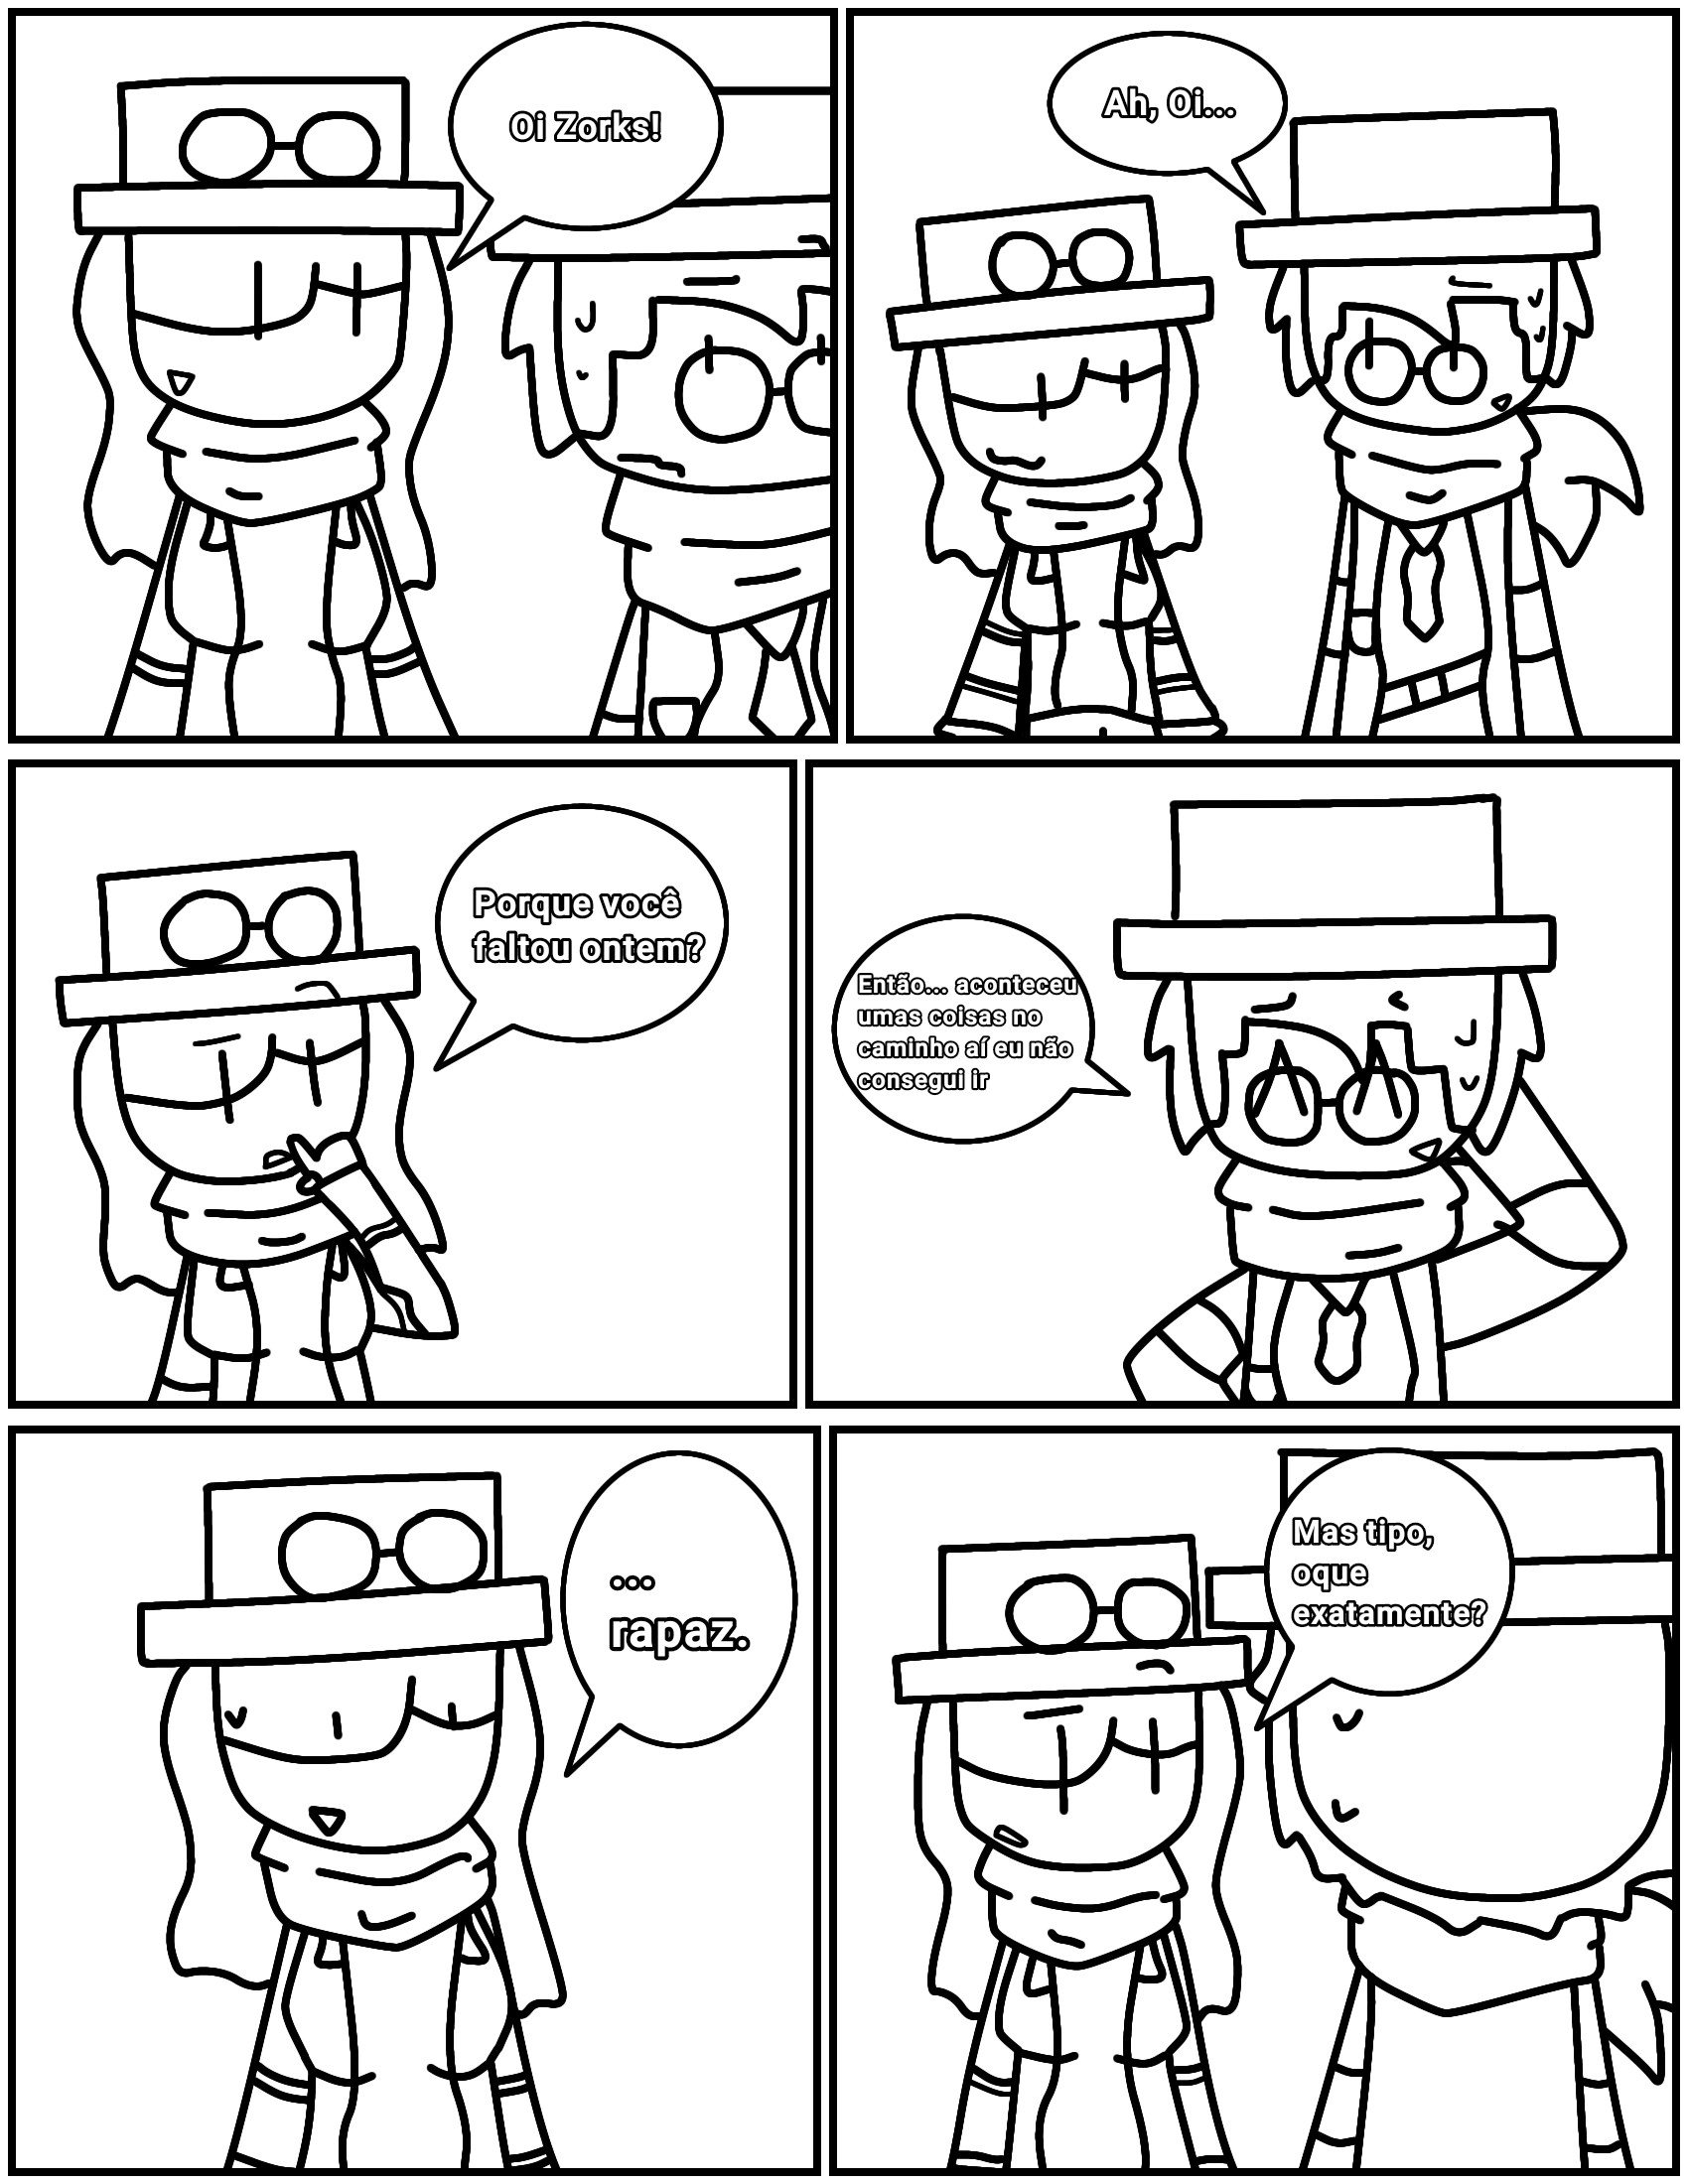 Oi Zorks!
Ah, Oi...
Porque você
faltou ontem?
Então... aconteceu
umas coisas no
caminho aí eu não
consegui ir
...
rapaz.
Mas tipo,
oque
exatamente?